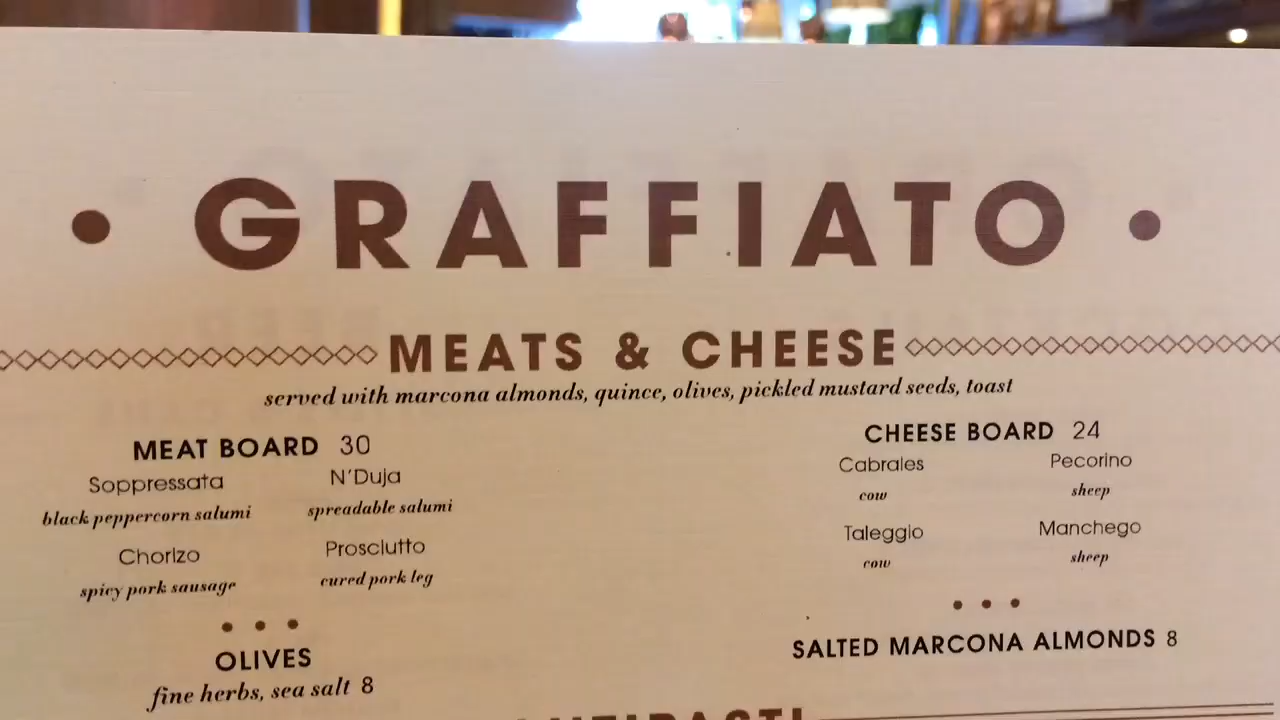 • GRAFFIATO •
MEATS & CHEESE
served with marcona almonds, quince, olives, pickled mustard seeds, toast
MEAT BOARD 30
Soppressata N'Duja
black peppercorn salumi spreadable salumi
Chorizo Prosciutto
spicy pork sausage cured pork leg
• • •
OLIVES
fine herbs, sea salt 8
CHEESE BOARD 24
Cabrales Pecorino
cow sheep
Taleggio Manchego
cow sheep
• • •
SALTED MARCONA ALMONDS 8
ANTIPASTI